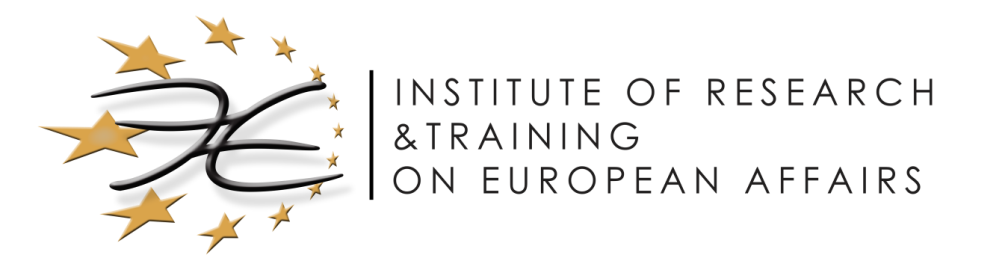 INSTITUTE OF RESEARCH
&TRAINING
ON EUROPEAN AFFAIRS